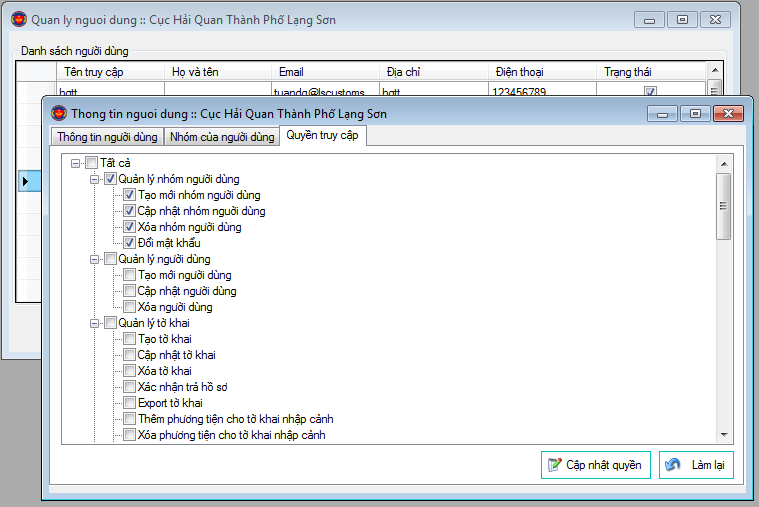 Quan ly nguoi dung :: Cục Hải Quan Thành Phố Lạng Sơn
Danh sách người dùng
Tên truy cập Họ và tên Email Địa chỉ Điện thoại Trạng thái
hqtt tuandq@lscustoms... hqtt 123456789
Thong tin nguoi dung :: Cục Hải Quan Thành Phố Lạng Sơn
Thông tin người dùng Nhóm của người dùng Quyền truy cập
Tất cả
Quản lý nhóm người dùng
Tạo mới nhóm người dùng
Cập nhật nhóm người dùng
Xóa nhóm người dùng
Đổi mật khẩu
Quản lý người dùng
Tạo mới người dùng
Cập nhật người dùng
Xóa người dùng
Quản lý tờ khai
Tạo tờ khai
Cập nhật tờ khai
Xóa tờ khai
Xác nhận trả hồ sơ
Export tờ khai
Thêm phương tiện cho tờ khai nhập cảnh
Xóa phương tiện cho tờ khai nhập cảnh
Cập nhật quyền Làm lại